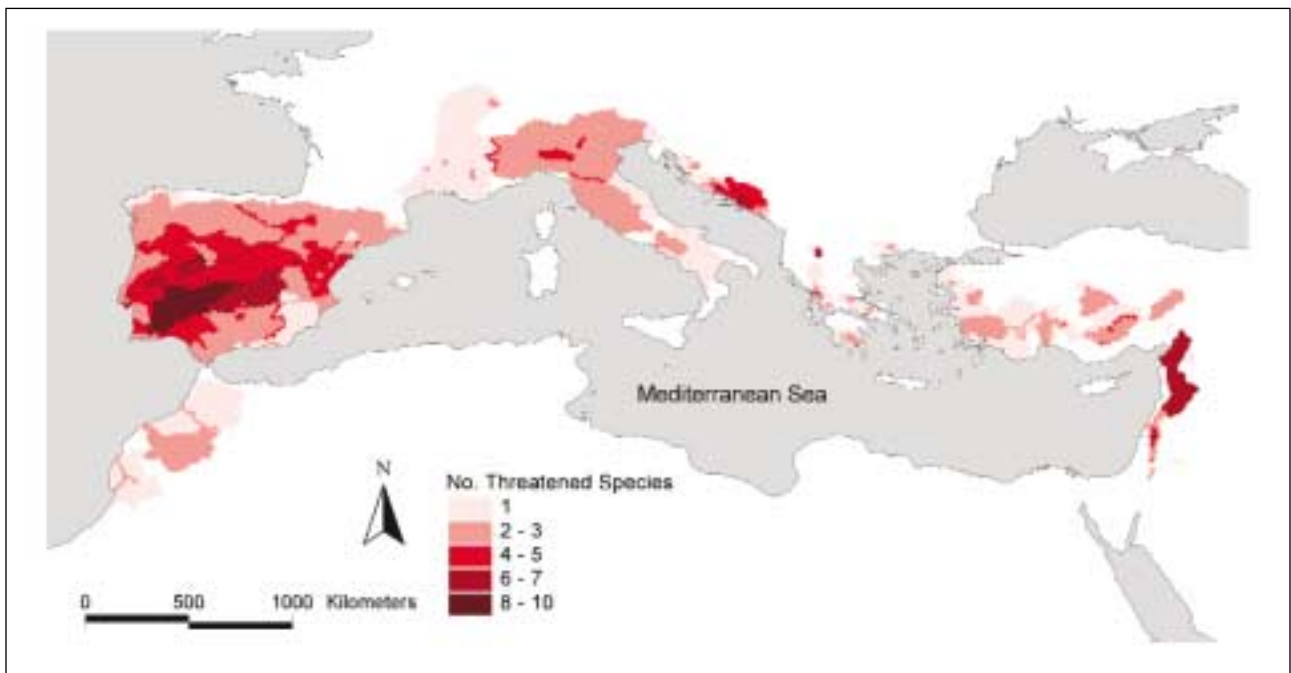 Mediterranean Sea
N
No. Threatened Species
1
2 - 3
4 - 5
6 - 7
8 - 10
0 500 1000 Kilometers